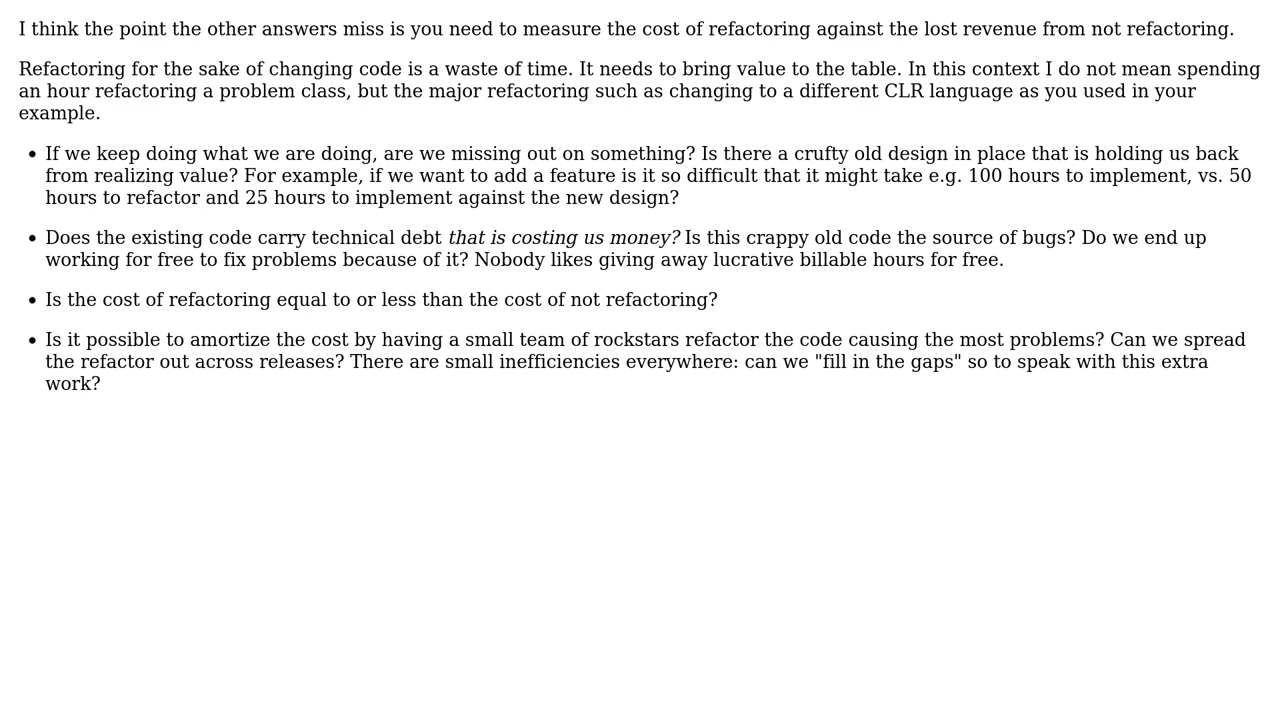 I think the point the other answers miss is you need to measure the cost of refactoring against the lost revenue from not refactoring.
Refactoring for the sake of changing code is a waste of time. It needs to bring value to the table. In this context I do not mean spending
an hour refactoring a problem class, but the major refactoring such as changing to a different CLR language as you used in your
example.
• If we keep doing what we are doing, are we missing out on something? Is there a crufty old design in place that is holding us back
from realizing value? For example, if we want to add a feature is it so difficult that it might take e.g. 100 hours to implement, vs. 50
hours to refactor and 25 hours to implement against the new design?
• Does the existing code carry technical debt that is costing us money? Is this crappy old code the source of bugs? Do we end up
working for free to fix problems because of it? Nobody likes giving away lucrative billable hours for free.
• Is the cost of refactoring equal to or less than the cost of not refactoring?
• Is it possible to amortize the cost by having a small team of rockstars refactor the code causing the most problems? Can we spread
the refactor out across releases? There are small inefficiencies everywhere: can we "fill in the gaps" so to speak with this extra
work?